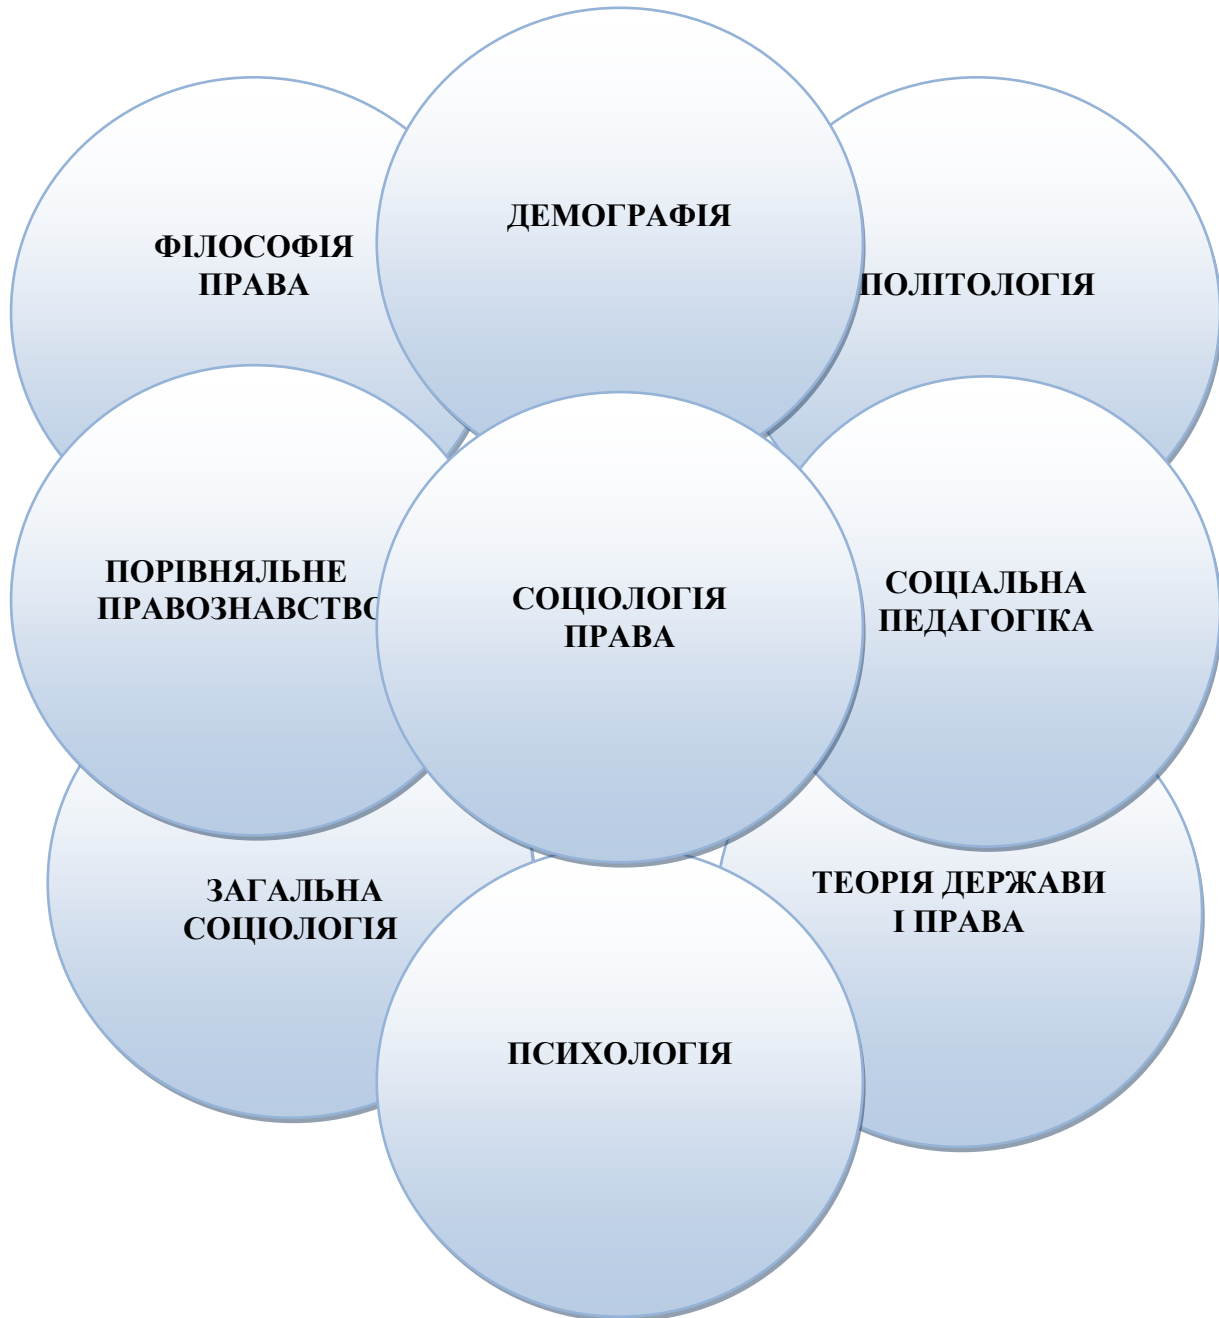 ДЕМОГРАФІЯ
ФІЛОСОФІЯ
ПРАВА
ПОЛІТОЛОГІЯ
ПОРІВНЯЛЬНЕ
ПРАВОЗНАВСТВО
СОЦІОЛОГІЯ
ПРАВА
СОЦІАЛЬНА
ПЕДАГОГІКА
ЗАГАЛЬНА
СОЦІОЛОГІЯ
ТЕОРІЯ ДЕРЖАВИ
І ПРАВА
ПСИХОЛОГІЯ